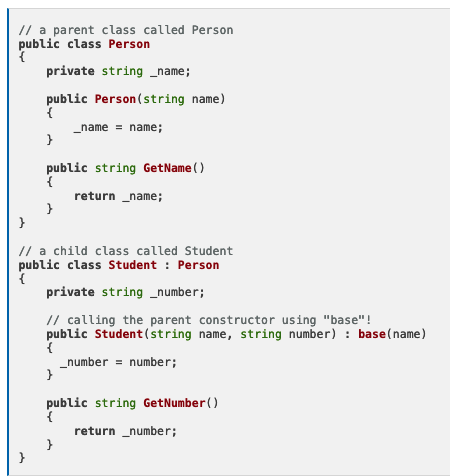 // a parent class called Person
public class Person
{
    private string _name;

    public Person(string name)
    {
        _name = name;
    }

    public string GetName()
    {
        return _name;
    }
}

// a child class called Student
public class Student : Person
{
    private string _number;

    // calling the parent constructor using "base"!
    public Student(string name, string number) : base(name)
    {
      _number = number;
    }

    public string GetNumber()
    {
        return _number;
    }
}